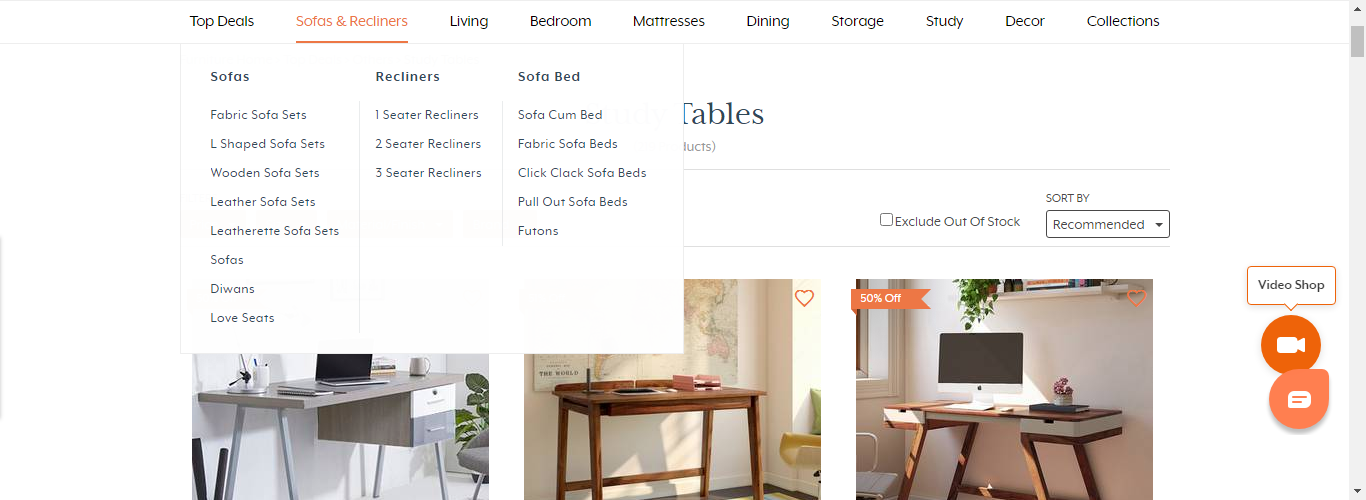 Top Deals Sofas & Recliners Living Bedroom Mattresses Dining Storage Study Decor Collections
Sofas
Fabric Sofa Sets
L Shaped Sofa Sets
Wooden Sofa Sets
Leather Sofa Sets
Leatherette Sofa Sets
Sofas
Diwans
Love Seats
Recliners
1 Seater Recliners
2 Seater Recliners
3 Seater Recliners
Sofa Bed
Sofa Cum Bed
Fabric Sofa Beds
Click Clack Sofa Beds
Pull Out Sofa Beds
Futons
Tables
ducts)
Exclude Out Of Stock
SORT BY
Recommended
THE WORLD
50% Off
Video Shop